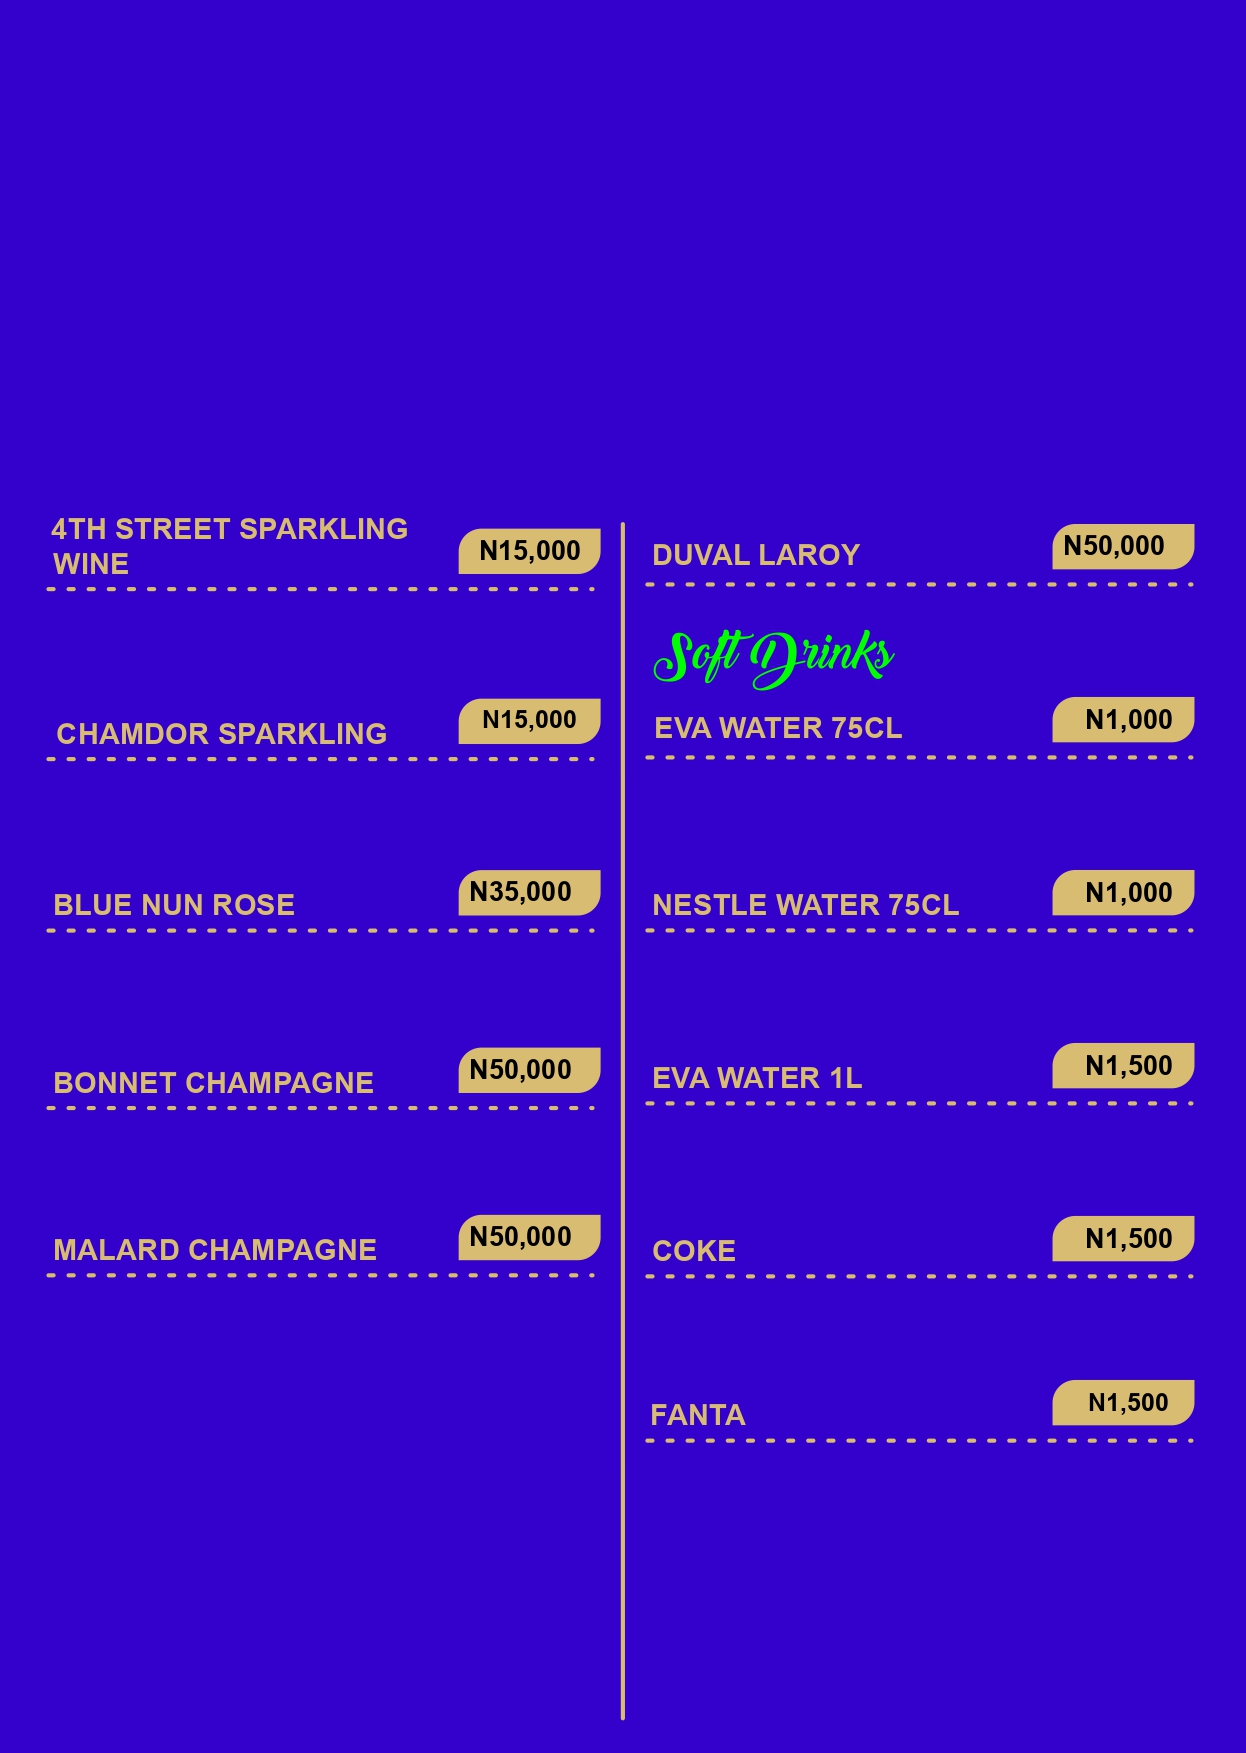 4TH STREET SPARKLING
WINE
N15,000
CHAMDOR SPARKLING
N15,000
BLUE NUN ROSE
N35,000
BONNET CHAMPAGNE
N50,000
MALARD CHAMPAGNE
N50,000
DUVAL LAROY
N50,000
Soft Drinks
EVA WATER 75CL
N1,000
NESTLE WATER 75CL
N1,000
EVA WATER 1L
N1,500
COKE
N1,500
FANTA
N1,500